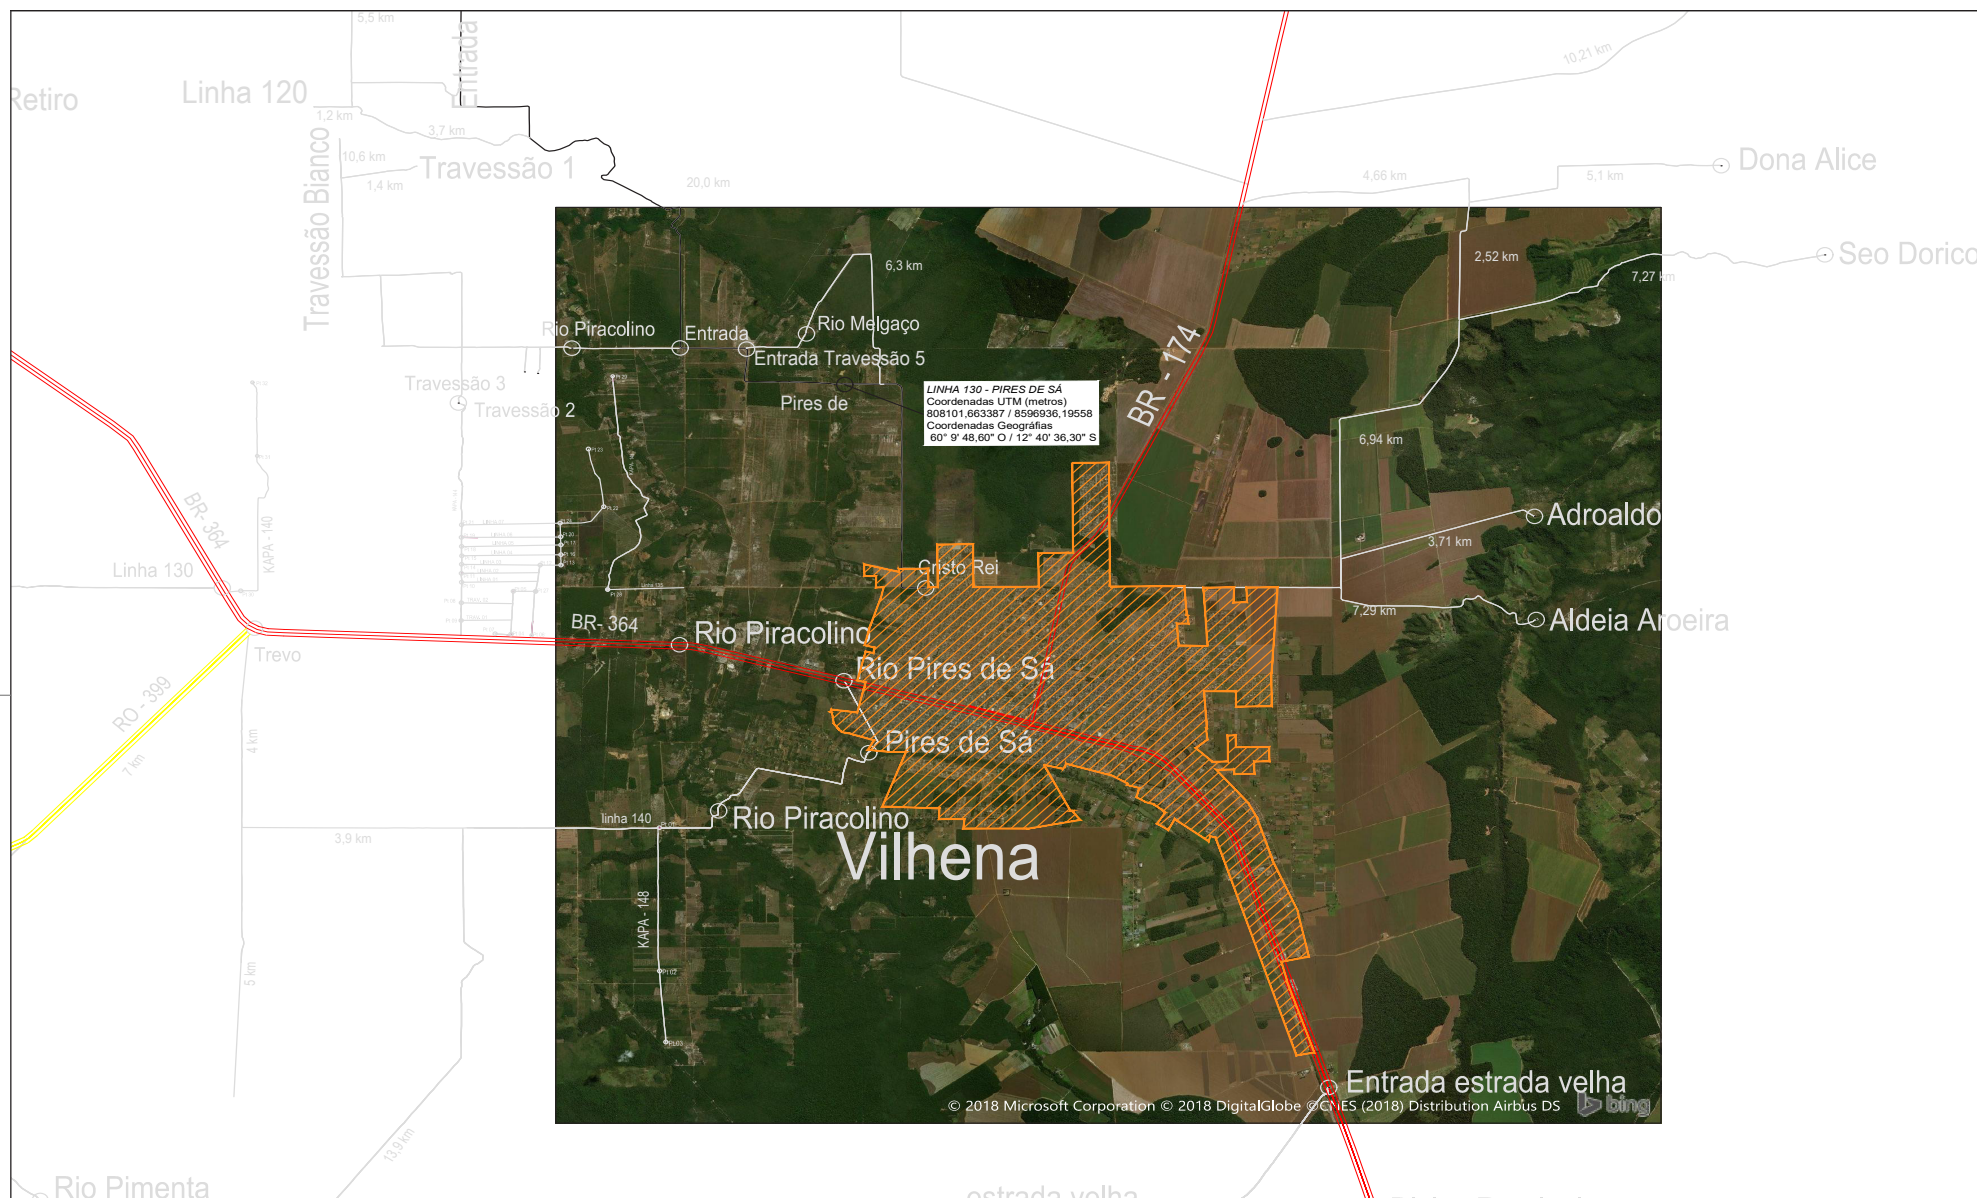 5,5 km
Entrada
10,21 km
Retiro
Linha 120
1,2 km
3,7 km
Travessão Bianco
10,6 km
1,4 km
Travessão 1
20,0 km
4,66 km
5,1 km
Dona Alice
2,52 km
7,27 km
Seo Dorico
6,3 km
Rio Piracolino
Entrada
Rio Melgaço
Entrada Travessão 5
BR - 174
Travessão 3
Travessão 2
Pires de
LINHA 130 - PIRES DE SÁ
Coordenadas UTM (metros)
808101,663387 / 8596936,19558
Coordenadas Geográfias
60° 9' 48,60" O / 12° 40' 36,30" S
6,94 km
BR- 364
KAPA - 140
Adroaldo
3,71 km
Linha 130
Cristo Rei
7,29 km
Aldeia Aroeira
BR- 364
Rio Piracolino
Trevo
Rio Pires de Sá
RO - 399
7 km
4 km
Pires de Sá
linha 140
Rio Piracolino
3,9 km
Vilhena
KAPA - 148
Pt 02
5 km
Pt.03
Entrada estrada velha
© 2018 Microsoft Corporation © 2018 DigitalGlobe ©CNES (2018) Distribution Airbus DS
bing
13,9 km
Rio Pimenta
estrada velha